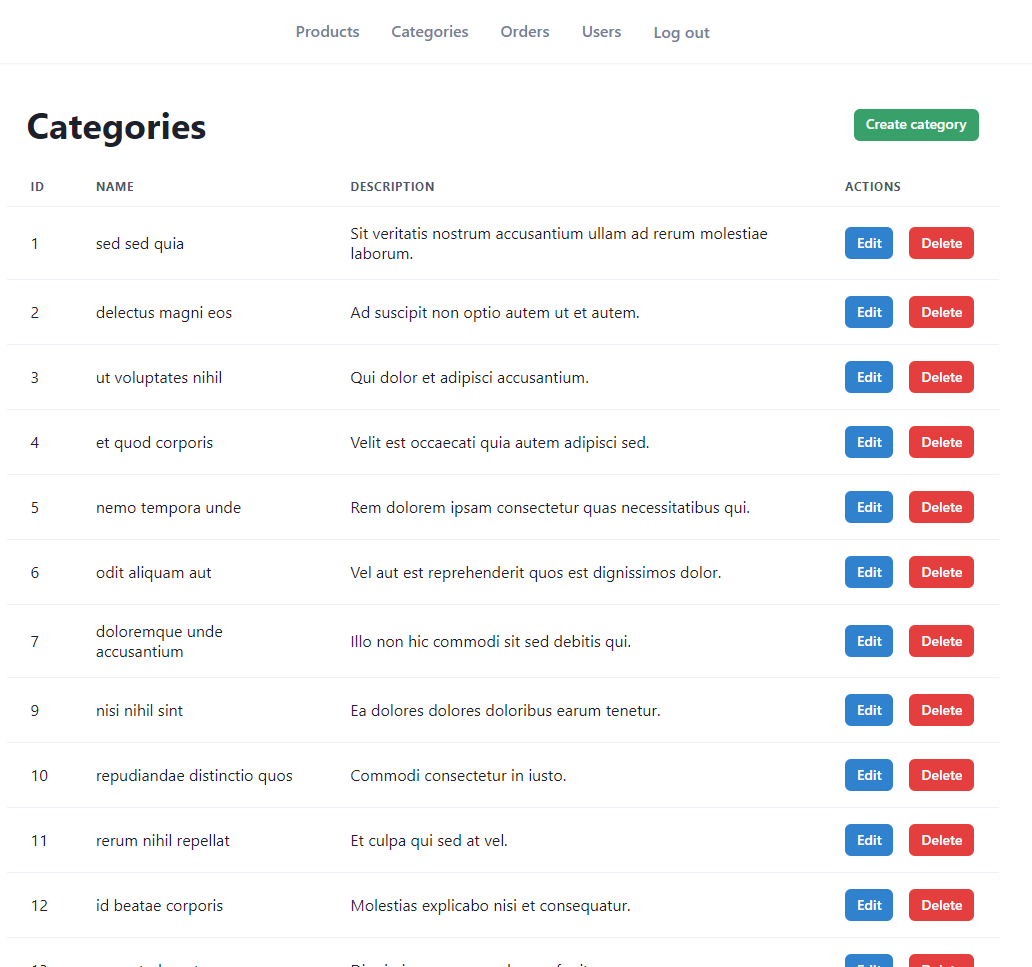 Products Categories Orders Users Log out
Categories Create category
ID NAME DESCRIPTION ACTIONS
1 sed sed quia Sit veritatis nostrum accusantium ullam ad rerum molestiae
laborum. Edit Delete
2 delectus magni eos Ad suscipit non optio autem ut et autem. Edit Delete
3 ut voluptates nihil Qui dolor et adipisci accusantium. Edit Delete
4 et quod corporis Velit est occaecati quia autem adipisci sed. Edit Delete
5 nemo tempora unde Rem dolorem ipsam consectetur quas necessitatibus qui. Edit Delete
6 odit aliquam aut Vel aut est reprehenderit quos est dignissimos dolor. Edit Delete
7 doloremque unde
accusantium Illo non hic commodi sit sed debitis qui. Edit Delete
9 nisi nihil sint Ea dolores dolores doloribus earum tenetur. Edit Delete
10 repudiandae distinctio quos Commodi consectetur in iusto. Edit Delete
11 rerum nihil repellat Et culpa qui sed at vel. Edit Delete
12 id beatae corporis Molestias explicabo nisi et consequatur. Edit Delete